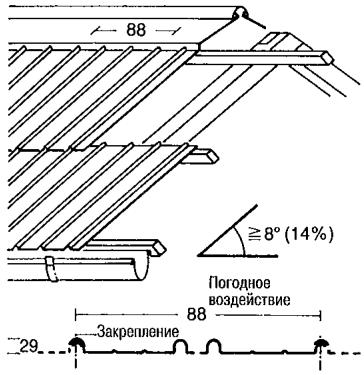 88
≧8° (14%)
Погодное
воздействие
88
Закрепление
29